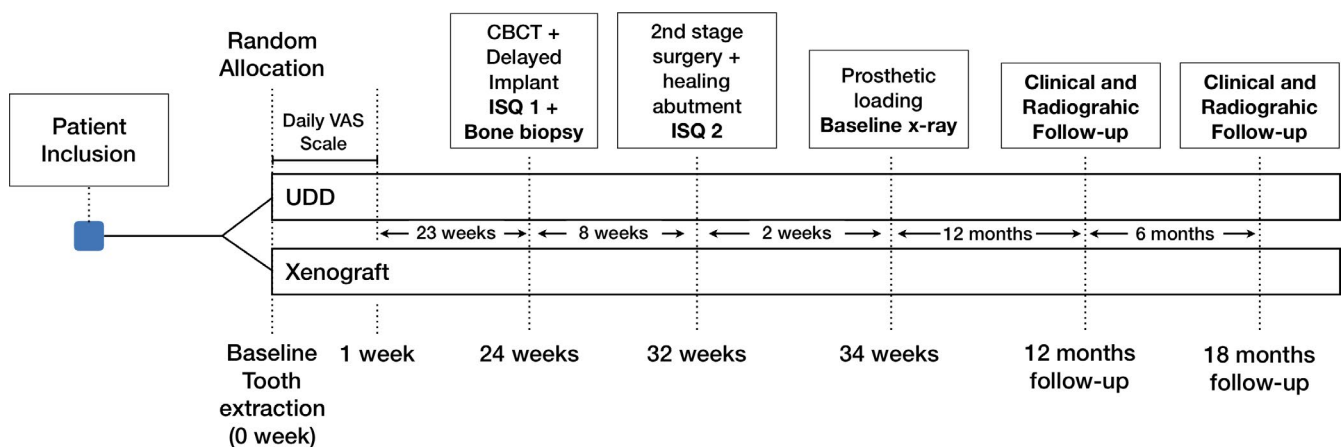 Patient
Inclusion
Random
Allocation
Daily VAS
Scale
CBCT +
Delayed
Implant
ISQ 1 +
Bone biopsy
2nd stage
surgery +
healing
abutment
ISQ 2
Prosthetic
loading
Baseline x-ray
Clinical and
Radiograhic
Follow-up
Clinical and
Radiograhic
Follow-up
UDD
23 weeks
8 weeks
2 weeks
12 months
6 months
Xenograft
Baseline
Tooth
extraction
(0 week)
1 week
24 weeks
32 weeks
34 weeks
12 months
follow-up
18 months
follow-up